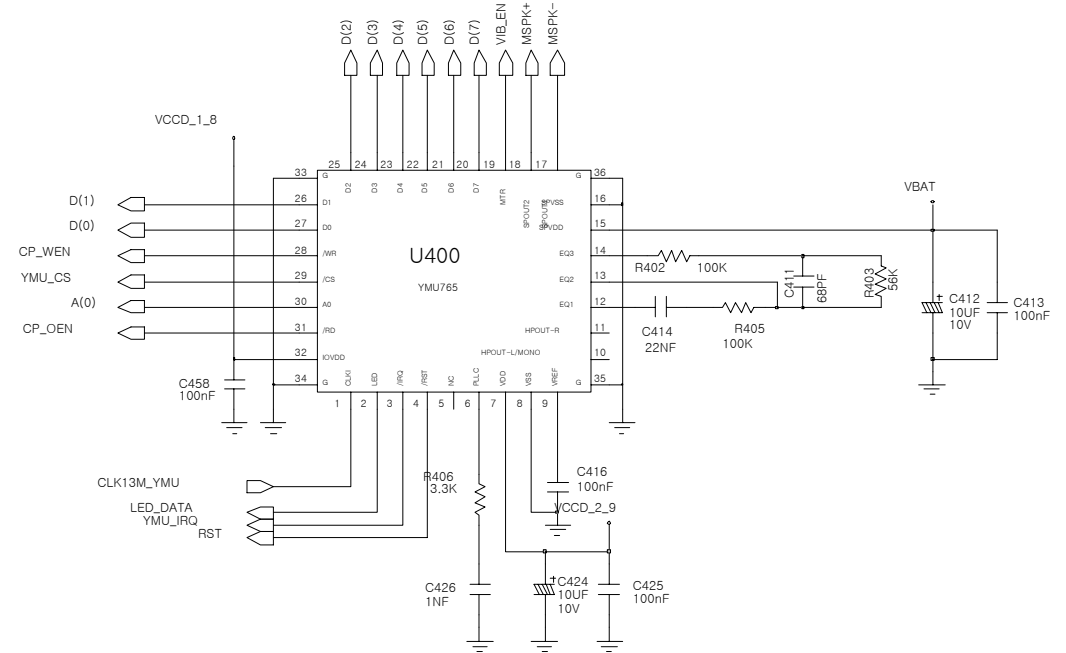 D(2)
D(3)
D(4)
D(5)
D(6)
D(7)
VIB_EN
MSPK+
MSPK-
VCCD_1_8
25 24 23 22 21 20 19 18 17
33 G
G 36
D2
D3
D4
D5
D6
D7
MTR
SPOUT2
D(1)
26 D1
SPVSS 16
D(0)
27 D0
SPVDD 15
VBAT
CP_WEN
28 /WR
U400
EQ3 14
R402 100K
C411
68PF
R403
56K
YMU_CS
29 /CS
YMU765
EQ2 13
A(0)
30 A0
EQ1 12
C414
22NF
R405
100K
+
C412
10UF
10V
C413
100nF
CP_OEN
31 /RD
HPOUT-R 11
32 IOVDD
HPOUT-L/MONO 10
34 G
G 35
C458
100nF
CLKI
LED
/IRQ
/RST
NC
PLLC
VDD
VSS
VREF
1 2 3 4 5 6 7 8 9
CLK13M_YMU
LED_DATA
YMU_IRQ
RST
R406
3.3K
C416
100nF
VCCD_2_9
C426
1NF
+
C424
10UF
10V
C425
100nF